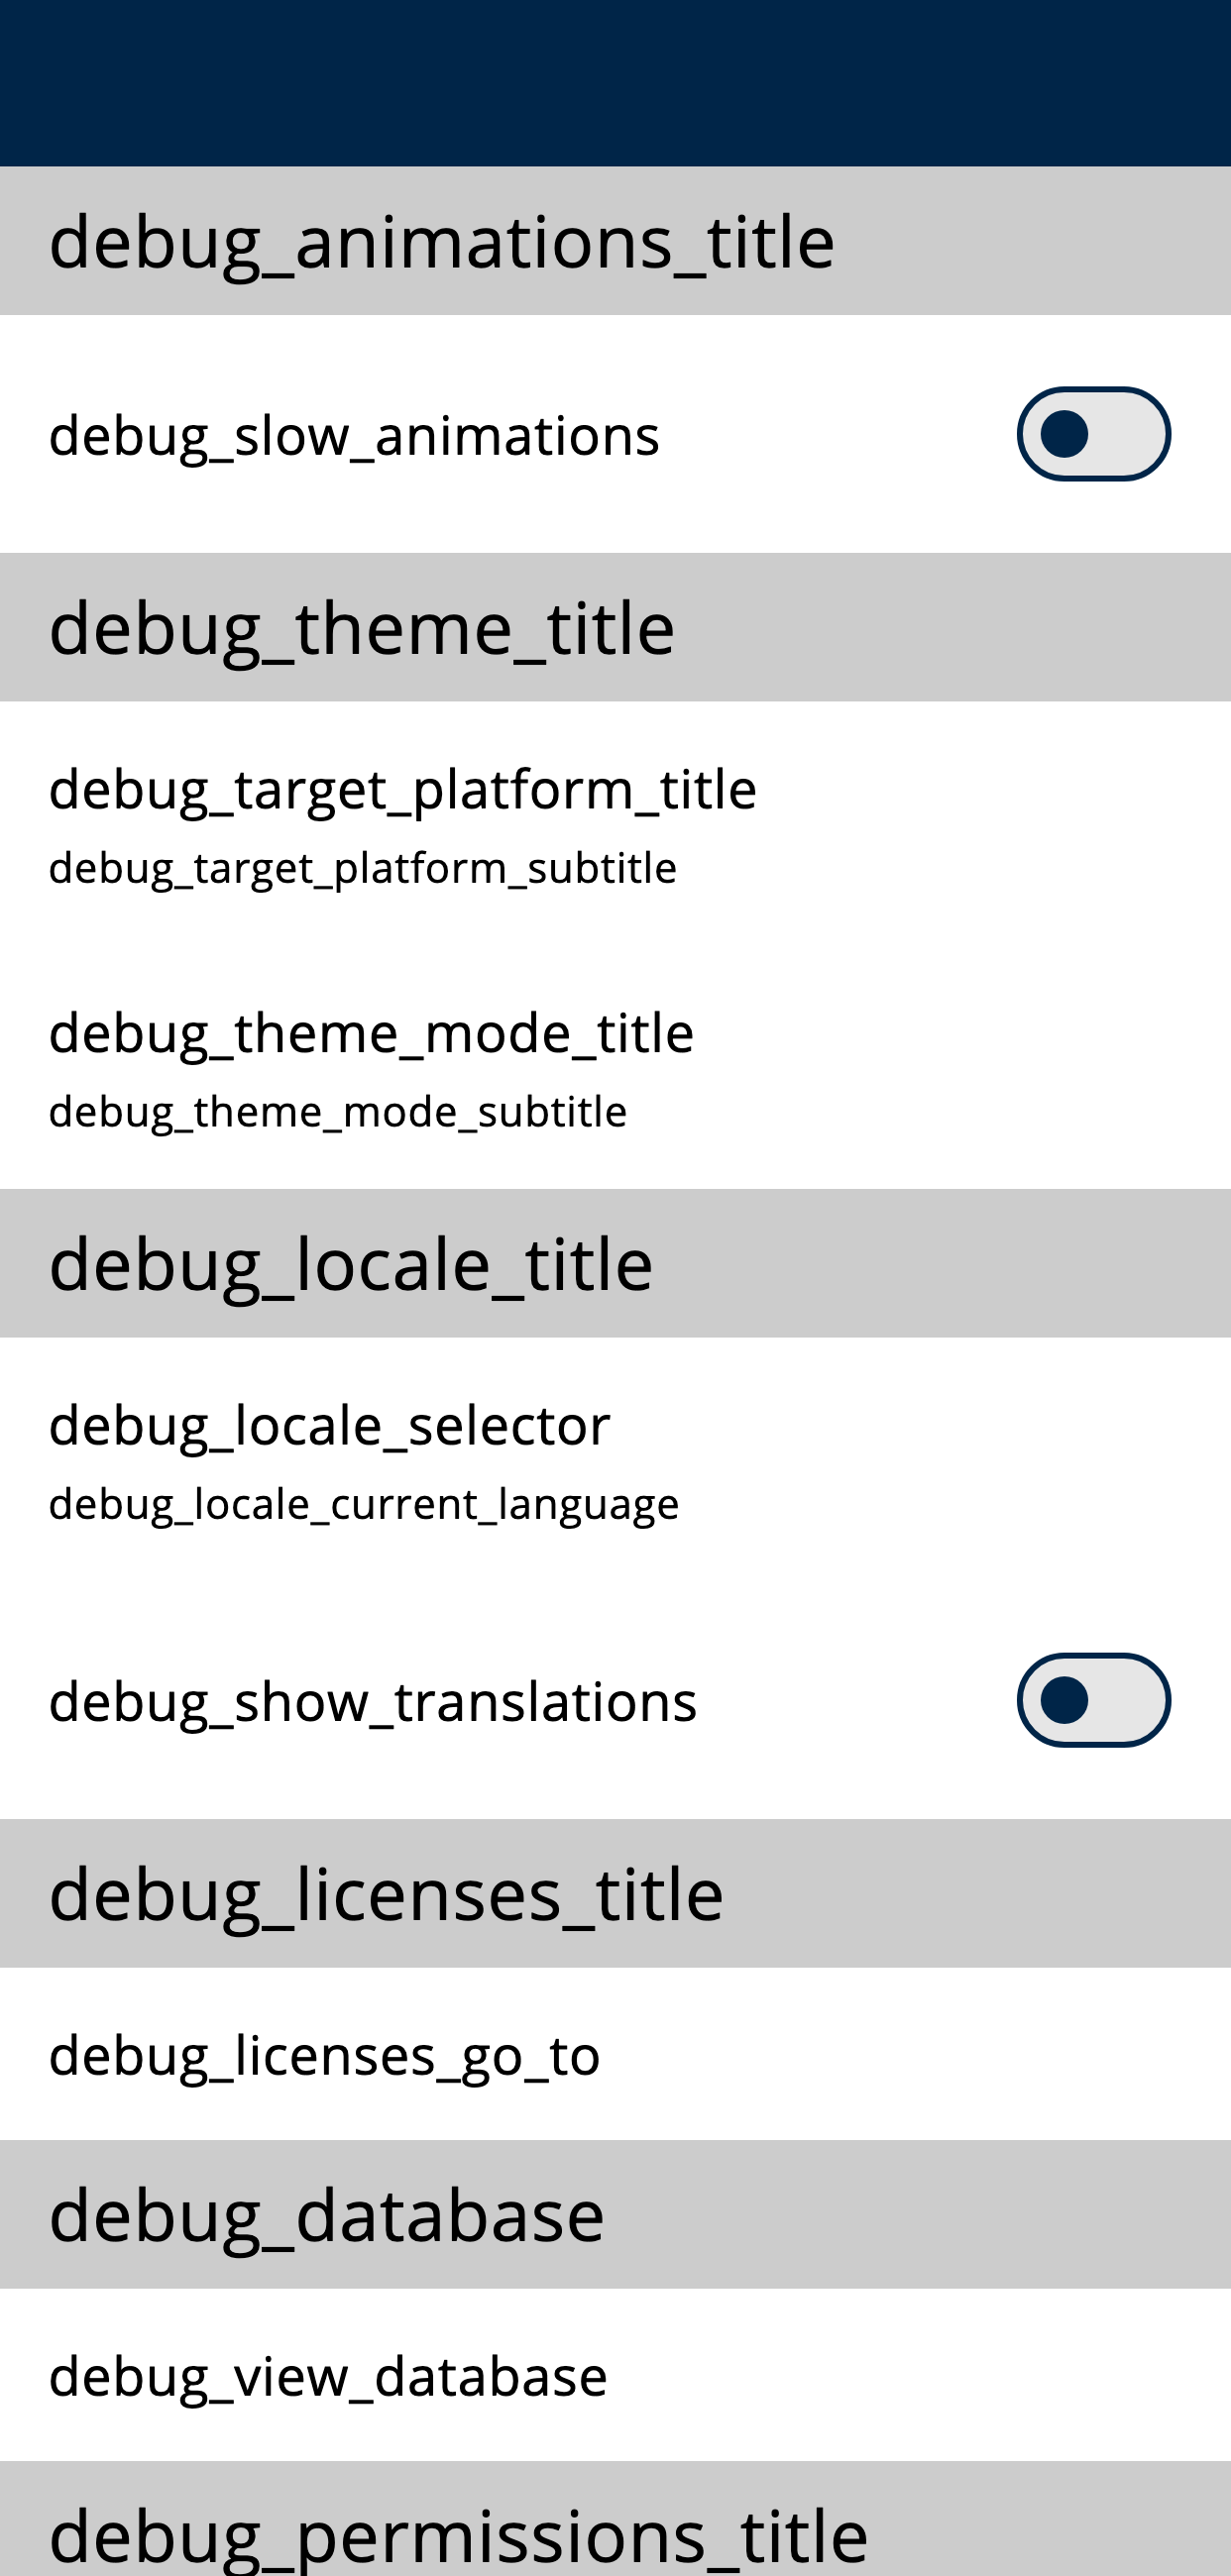 debug_animations_title
debug_slow_animations
debug_theme_title
debug_target_platform_title
debug_target_platform_subtitle
debug_theme_mode_title
debug_theme_mode_subtitle
debug_locale_title
debug_locale_selector
debug_locale_current_language
debug_show_translations
debug_licenses_title
debug_licenses_go_to
debug_database
debug_view_database
debug_permissions_title